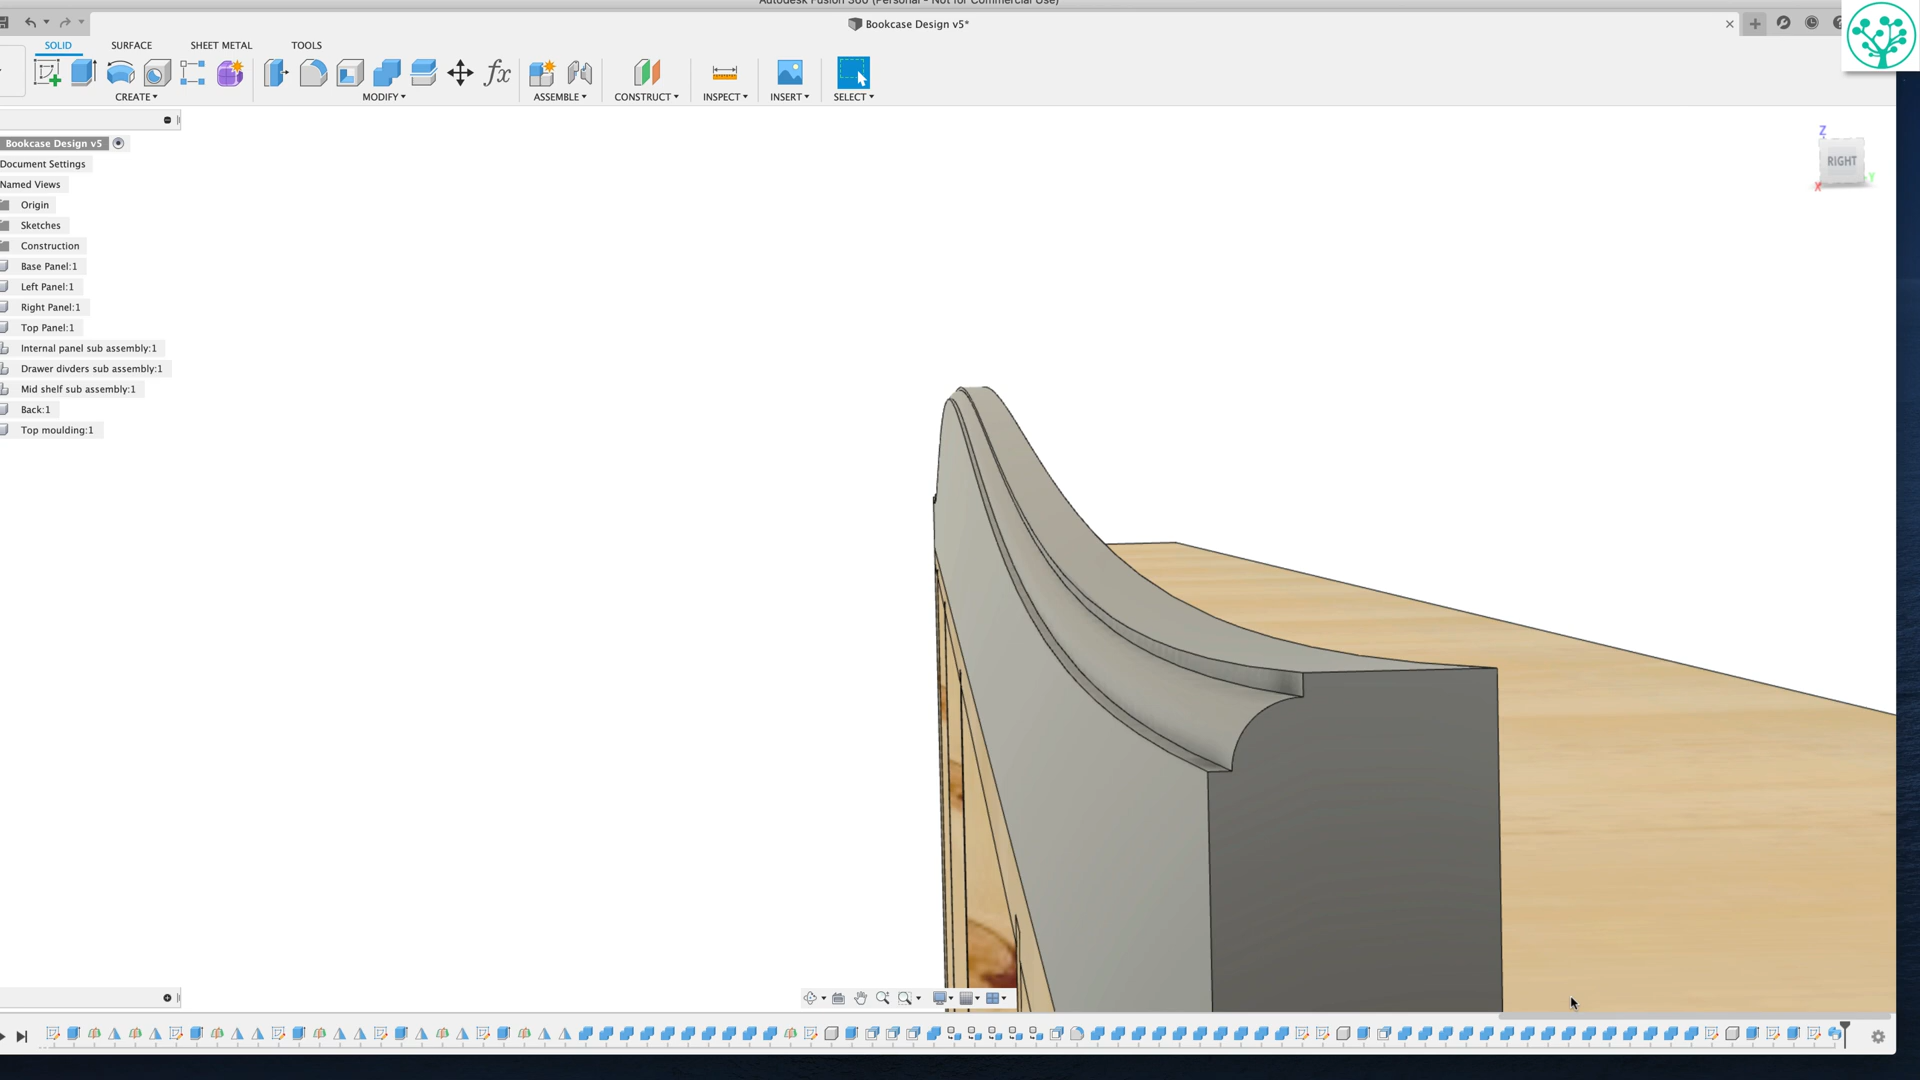 Autodesk Fusion 360 (Personal - Not for Commercial Use)
Bookcase Design v5*
SOLID SURFACE SHEET METAL TOOLS
CREATE MODIFY ASSEMBLE CONSTRUCT INSPECT INSERT SELECT
fx
Bookcase Design v5
Document Settings
Named Views
Origin
Sketches
Construction
Base Panel:1
Left Panel:1
Right Panel:1
Top Panel:1
Internal panel sub assembly:1
Drawer divders sub assembly:1
Mid shelf sub assembly:1
Back:1
Top moulding:1
Z
RIGHT
X
Y